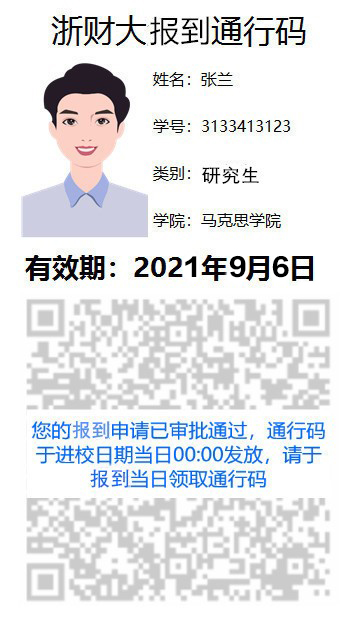 浙财大报到通行码
姓名：张兰
学号：3133413123
类别：研究生
学院：马克思学院
有效期：2021年9月6日
您的报到申请已审批通过，通行码
于进校日期当日00:00发放，请于
报到当日领取通行码